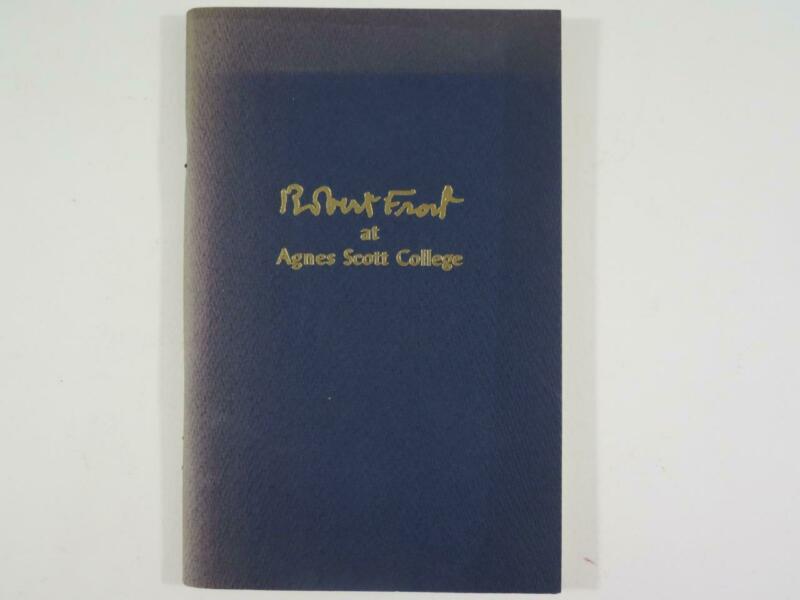 Robert Frost
at
Agnes Scott College